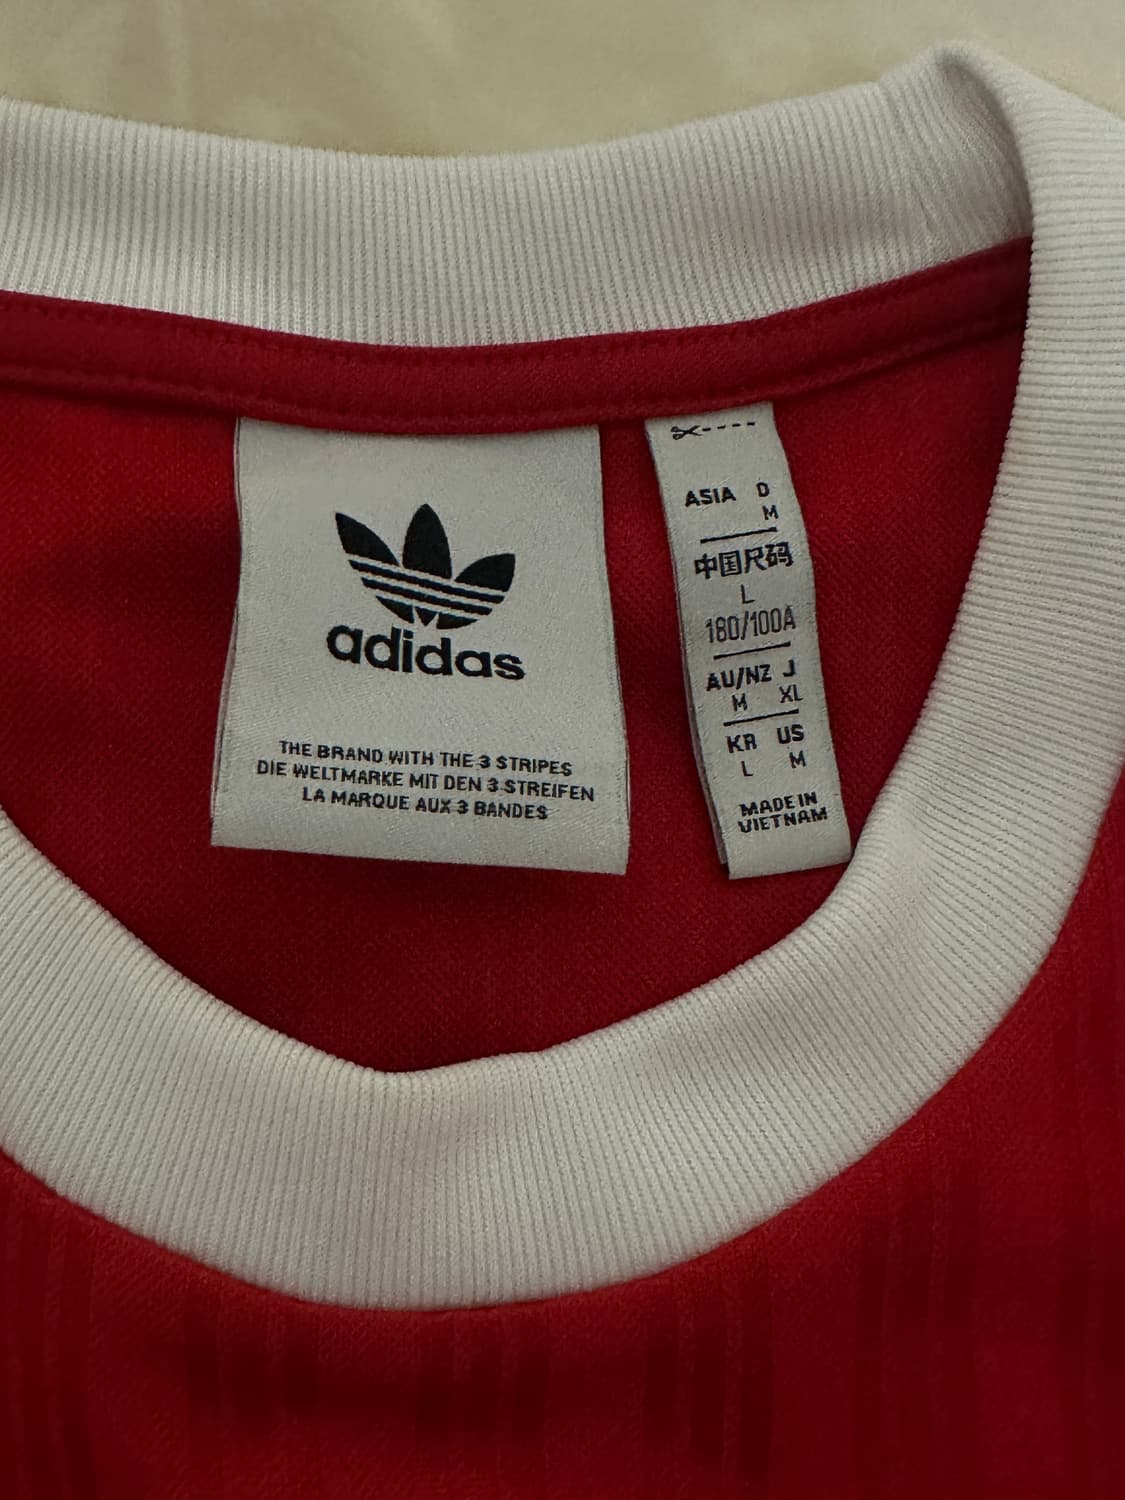 adidas
THE BRAND WITH THE 3 STRIPES
DIE WELTMARKE MIT DEN 3 STREIFEN
LA MARQUE AUX 3 BANDES
ASIA D
M
中国尺码
L
180/100A
AU/NZ J
M XL
KR US
L M
MADE IN
VIETNAM